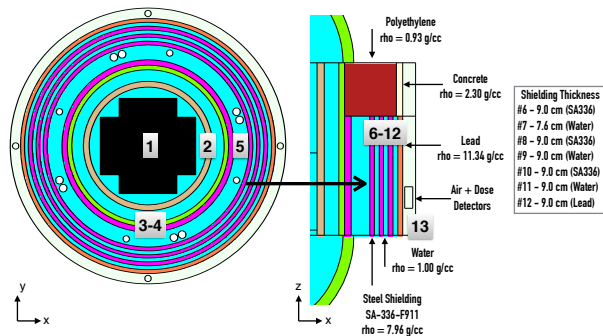 Polyethylene
rho = 0.93 g/cc
Concrete
rho = 2.30 g/cc
Shielding Thickness
#6 – 9.0 cm (SA336)
#7 – 7.6 cm (Water)
#8 – 9.0 cm (SA336)
#9 – 9.0 cm (Water)
#10 – 9.0 cm (SA336)
#11 – 9.0 cm (Water)
#12 – 9.0 cm (Lead)
1
2
5
3-4
6-12
Lead
rho = 11.34 g/cc
Air + Dose
Detectors
13
Water
rho = 1.00 g/cc
Steel Shielding
SA-336-F911
rho = 7.96 g/cc
y
x
z
x